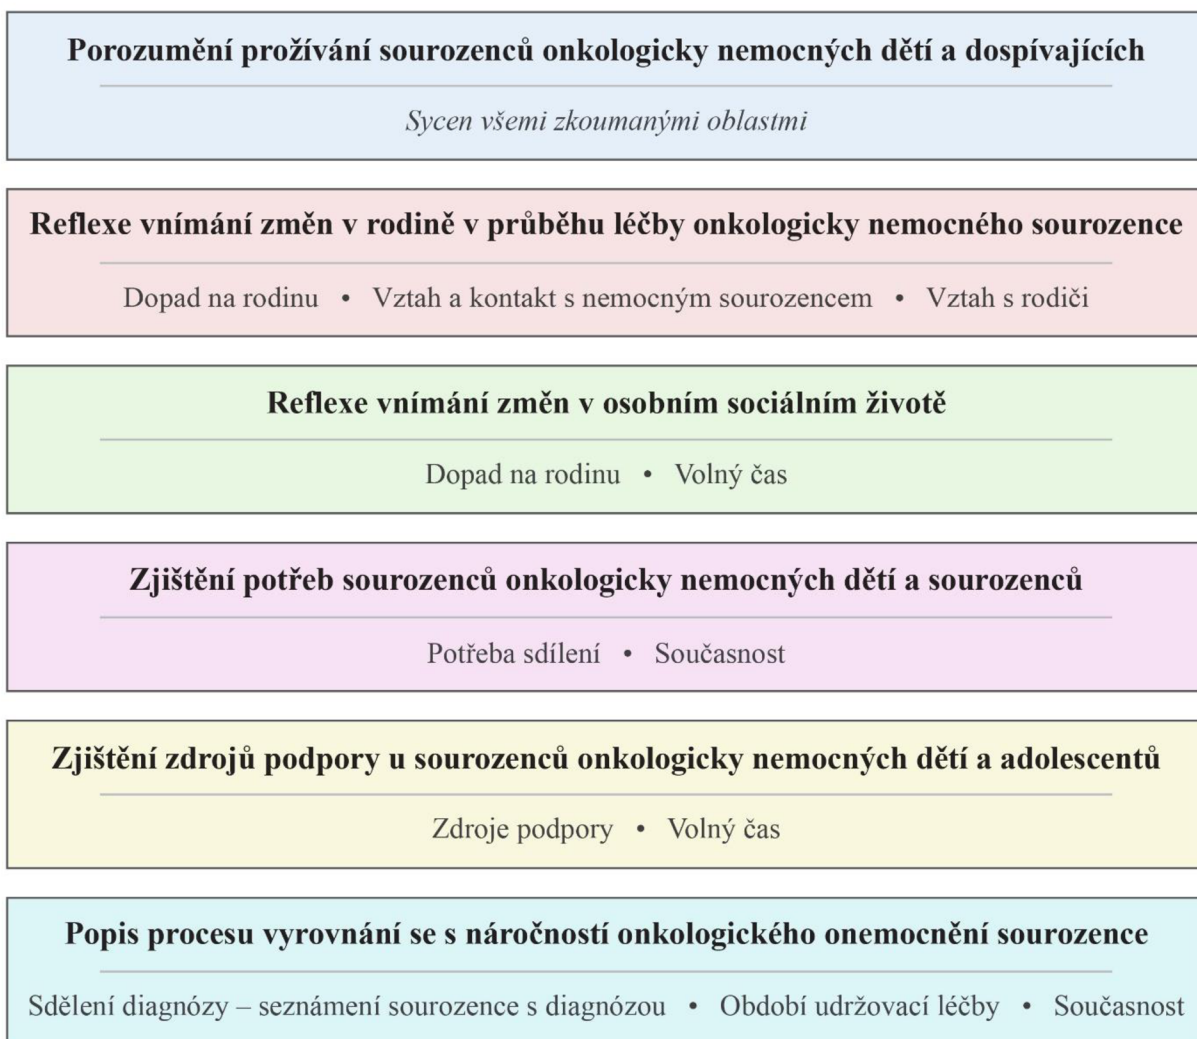 Porozumění prožívání sourozenců onkologicky nemocných dětí a dospívajících
Sycen všemi zkoumanými oblastmi
Reflexe vnímání změn v rodině v průběhu léčby onkologicky nemocného sourozence
Dopad na rodinu • Vztah a kontakt s nemocným sourozencem • Vztah s rodiči
Reflexe vnímání změn v osobním sociálním životě
Dopad na rodinu • Volný čas
Zjištění potřeb sourozenců onkologicky nemocných dětí a sourozenců
Potřeba sdílení • Současnost
Zjištění zdrojů podpory u sourozenců onkologicky nemocných dětí a adolescentů
Zdroje podpory • Volný čas
Popis procesu vyrovnání se s náročností onkologického onemocnění sourozence
Sdělení diagnózy – seznámení sourozence s diagnózou • Období udržovací léčby • Současnost